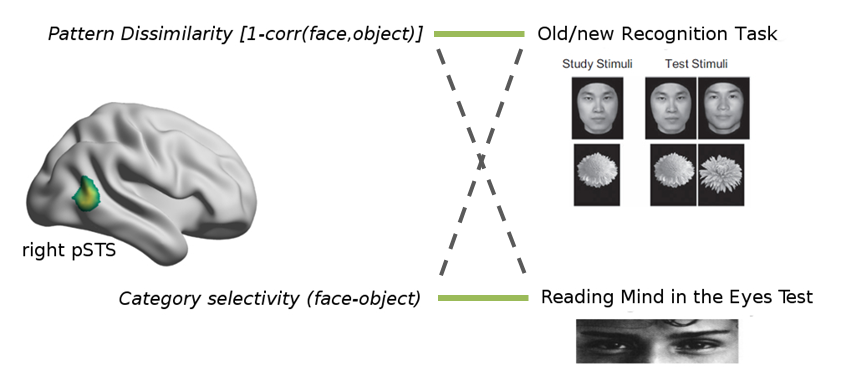 Pattern Dissimilarity [1-corr(face,object)]
Old/new Recognition Task
Study Stimuli
Test Stimuli
right pSTS
Category selectivity (face-object)
Reading Mind in the Eyes Test